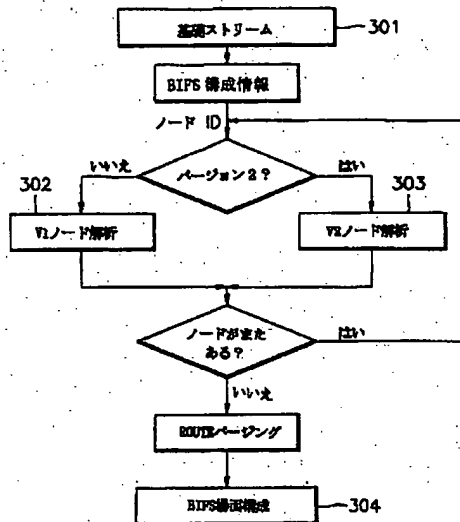 基礎ストリーム
301
BIFS 構成情報
ノード ID
バージョン2?
いいえ
はい
302
303
V1ノード解析
V2ノード解析
ノードがまた
ある?
はい
いいえ
ROUTEパージング
BIFS場面構成
304